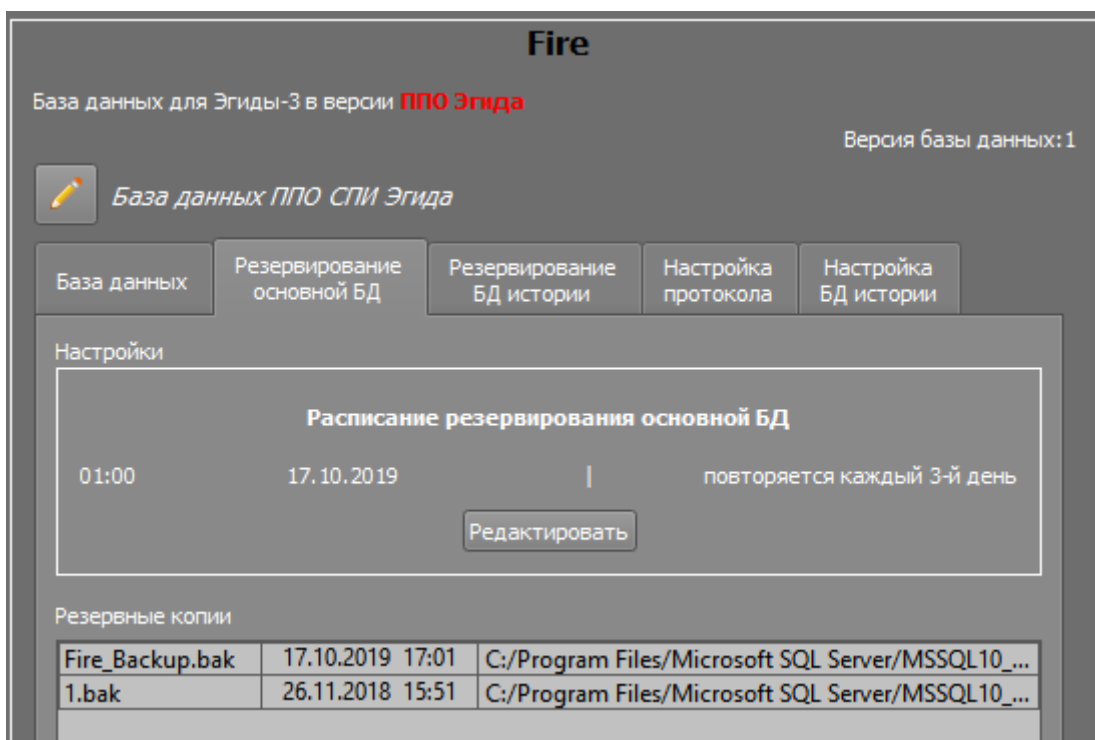 Fire
База данных для Эгиды-3 в версии ППО Эгида
Версия базы данных:1
База данных ППО СПИ Эгида
База данных
Резервирование
основной БД
Резервирование
БД истории
Настройка
протокола
Настройка
БД истории
Настройки
Расписание резервирования основной БД
01:00 17.10.2019 | повторяется каждый 3-й день
Редактировать
Резервные копии
Fire_Backup.bak 17.10.2019 17:01 C:/Program Files/Microsoft SQL Server/MSSQL10_...
1.bak 26.11.2018 15:51 C:/Program Files/Microsoft SQL Server/MSSQL10_...